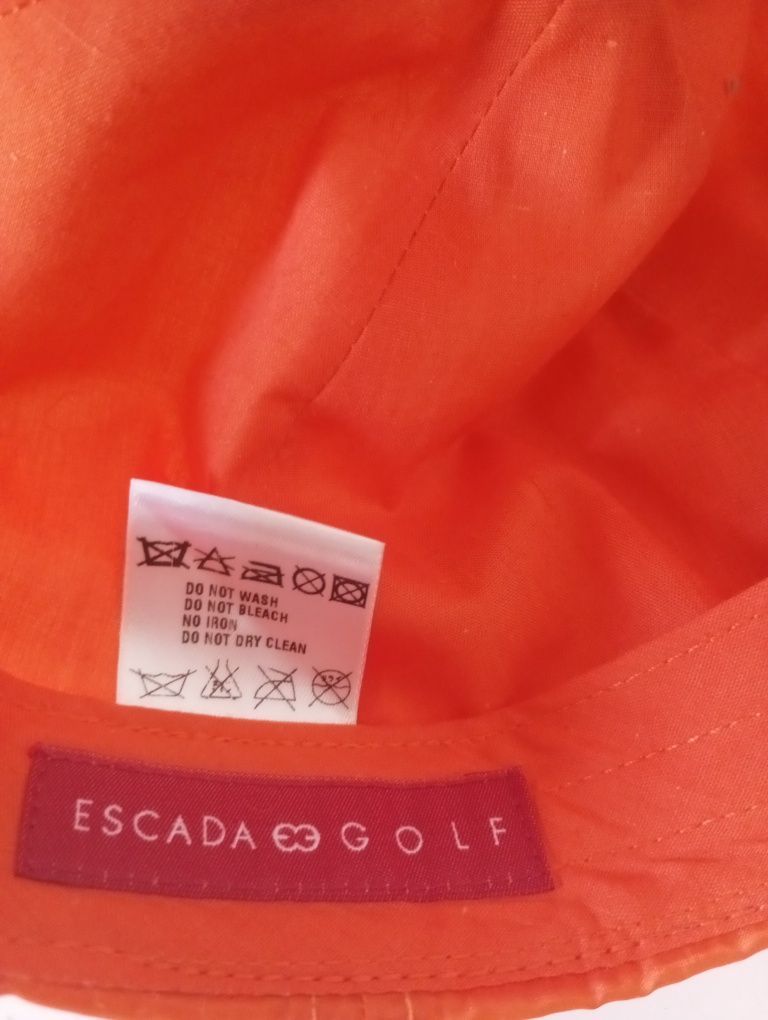 DO NOT WASH
DO NOT BLEACH
NO IRON
DO NOT DRY CLEAN
ESCADA GOLF